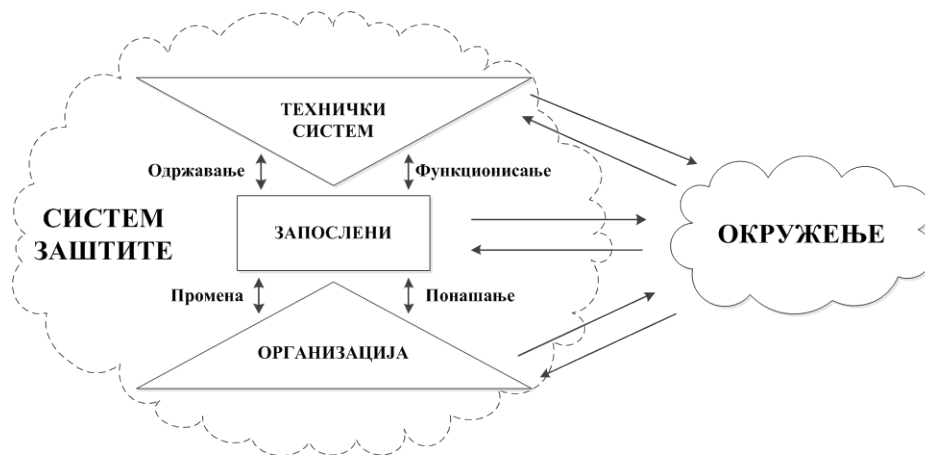 ТЕХНИЧКИ
СИСТЕМ
Одржавање
Функционисање
СИСТЕМ
ЗАШТИТЕ
ЗАПОСЛЕНИ
ОКРУЖЕЊЕ
Промена
Понашање
ОРГАНИЗАЦИЈА